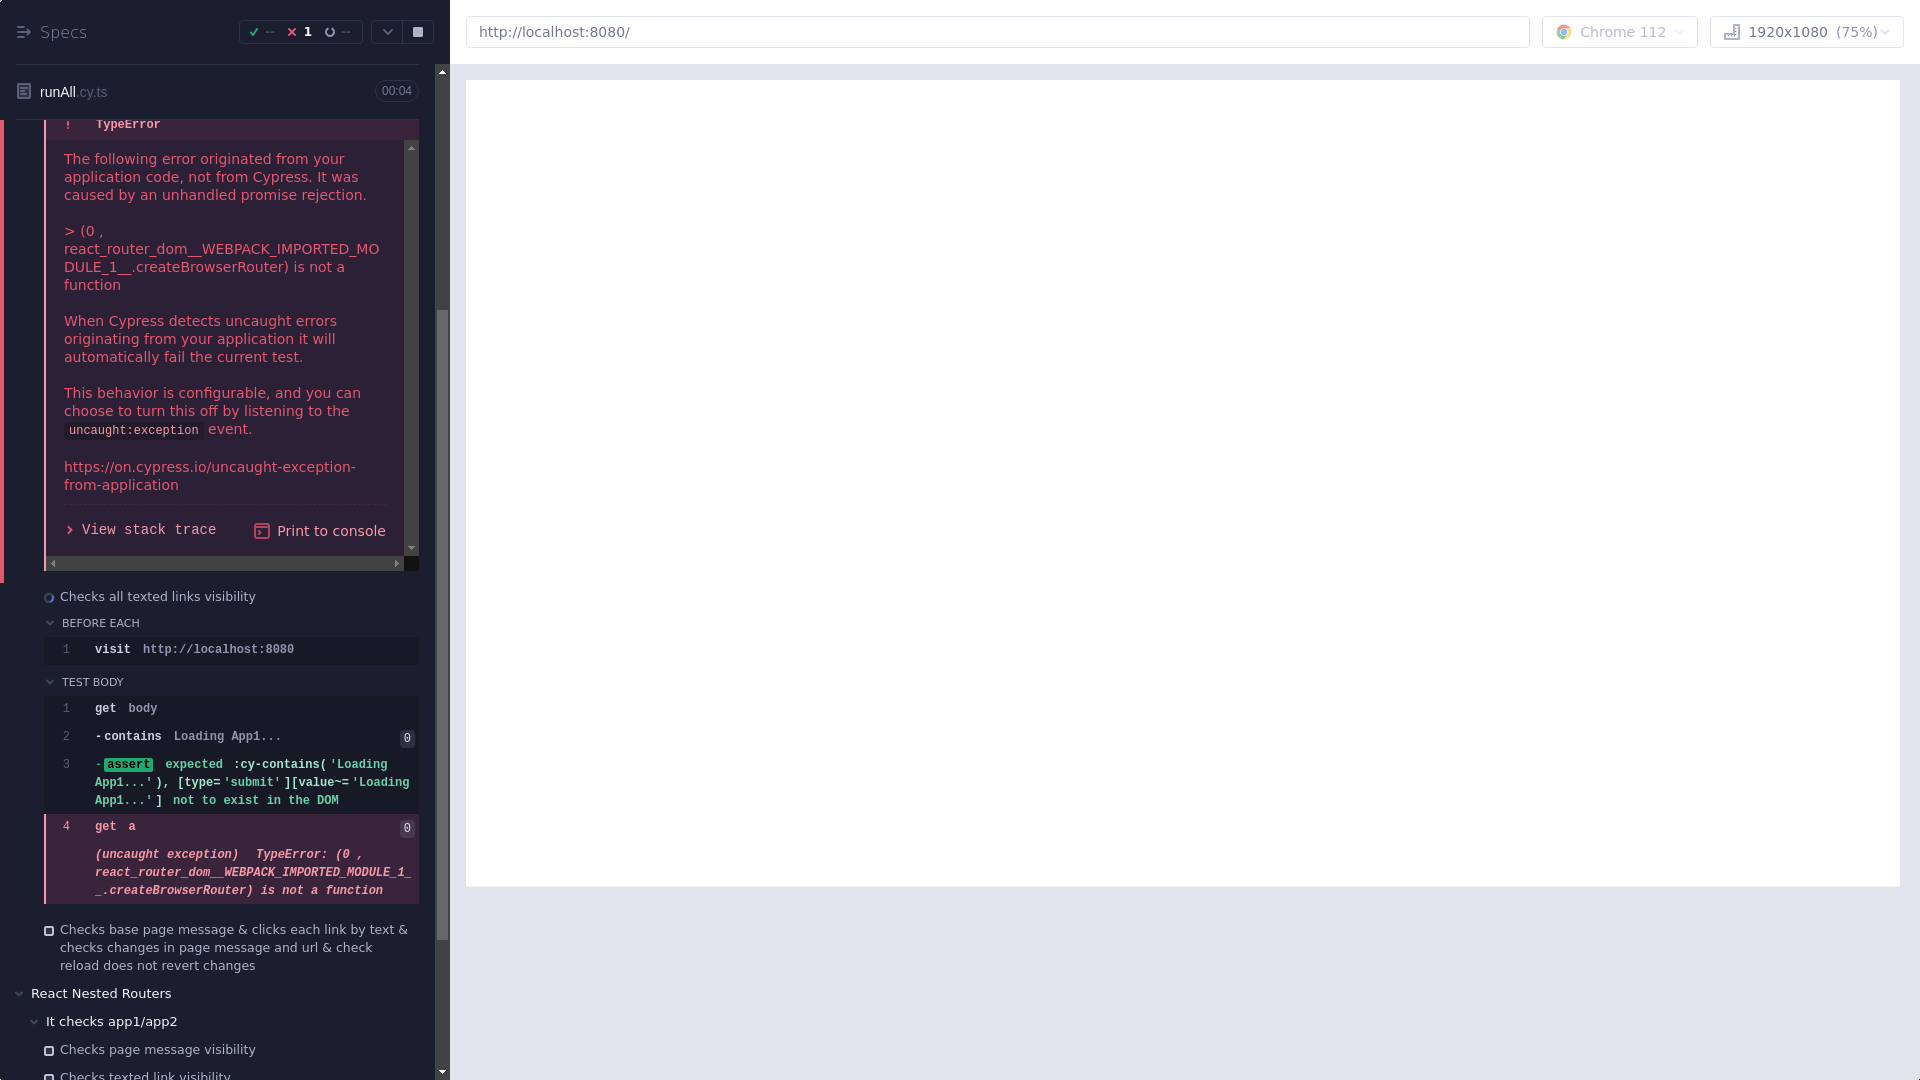 Specs
-- 1 --
http://localhost:8080/
Chrome 112
1920x1080 (75%)
runAll.cy.ts
00:04
! TypeError
The following error originated from your
application code, not from Cypress. It was
caused by an unhandled promise rejection.
> (0 ,
react_router_dom__WEBPACK_IMPORTED_MO
DULE_1__.createBrowserRouter) is not a
function
When Cypress detects uncaught errors
originating from your application it will
automatically fail the current test.
This behavior is configurable, and you can
choose to turn this off by listening to the
uncaught:exception event.
https://on.cypress.io/uncaught-exception-
from-application
View stack trace
Print to console
Checks all texted links visibility
BEFORE EACH
1 visit http://localhost:8080
TEST BODY
1 get body
2 -contains Loading App1... 0
3 -assert expected :cy-contains('Loading
App1...'), [type='submit'][value~='Loading
App1...'] not to exist in the DOM
4 get a 0
(uncaught exception) TypeError: (0 ,
react_router_dom__WEBPACK_IMPORTED_MODULE_1_
_.createBrowserRouter) is not a function
Checks base page message & clicks each link by text &
checks changes in page message and url & check
reload does not revert changes
React Nested Routers
It checks app1/app2
Checks page message visibility
Checks texted link visibility